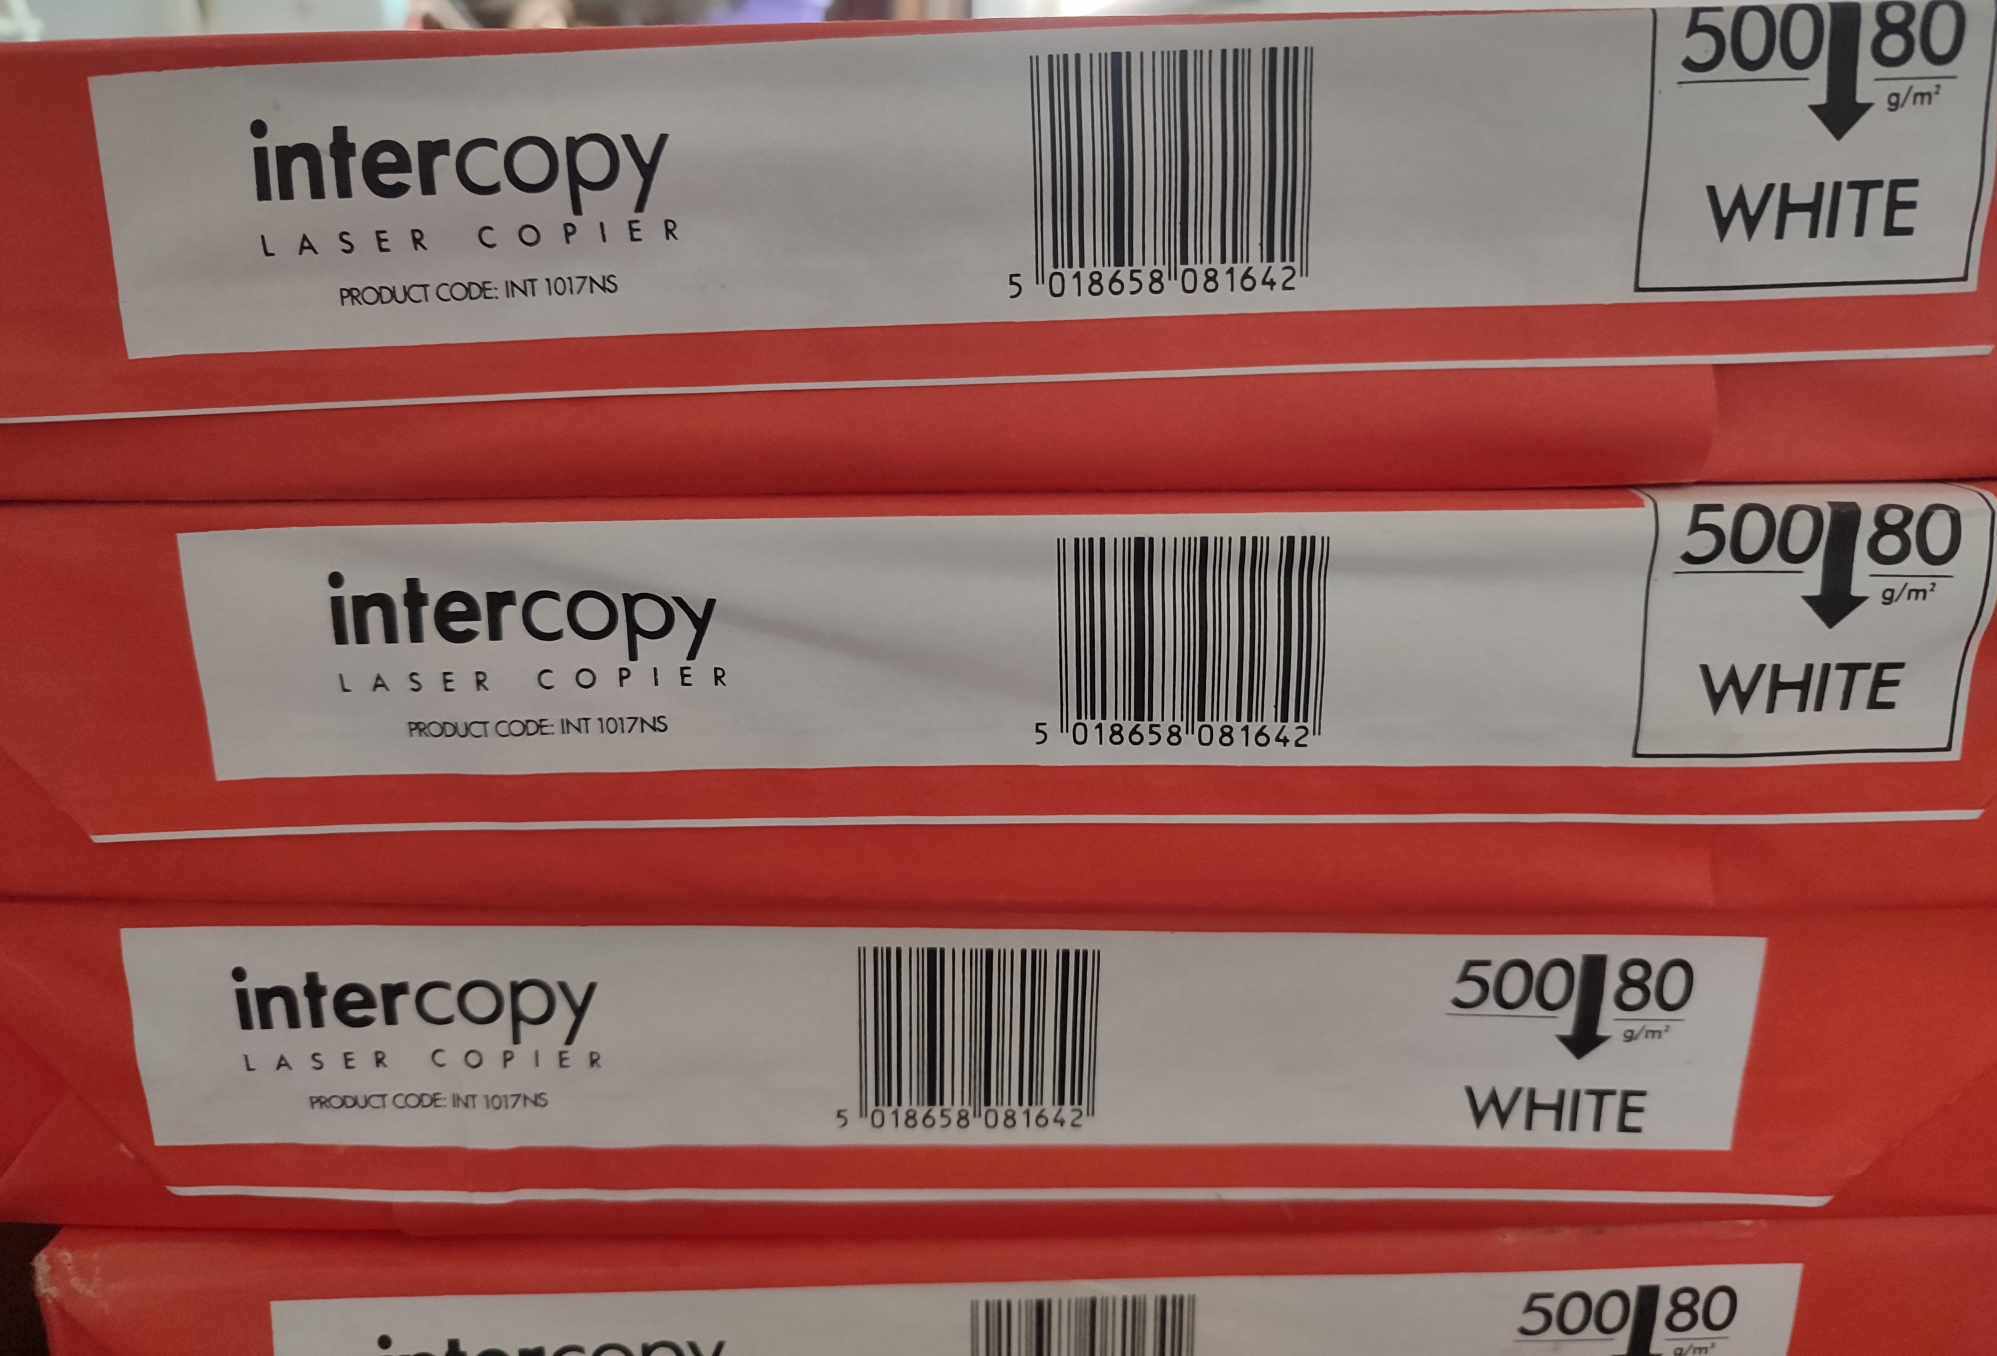 500 80
g/m²
intercopy
LASER COPIER
WHITE
PRODUCT CODE: INT 1017NS
5 018658 081642
500 80
g/m²
intercopy
LASER COPIER
WHITE
PRODUCT CODE: INT 1017NS
5 018658 081642
intercopy
500 80
g/m²
LASER COPIER
PRODUCT CODE: INT 1017NS
WHITE
5 018658 081642
500 80
g/m²
intercopy